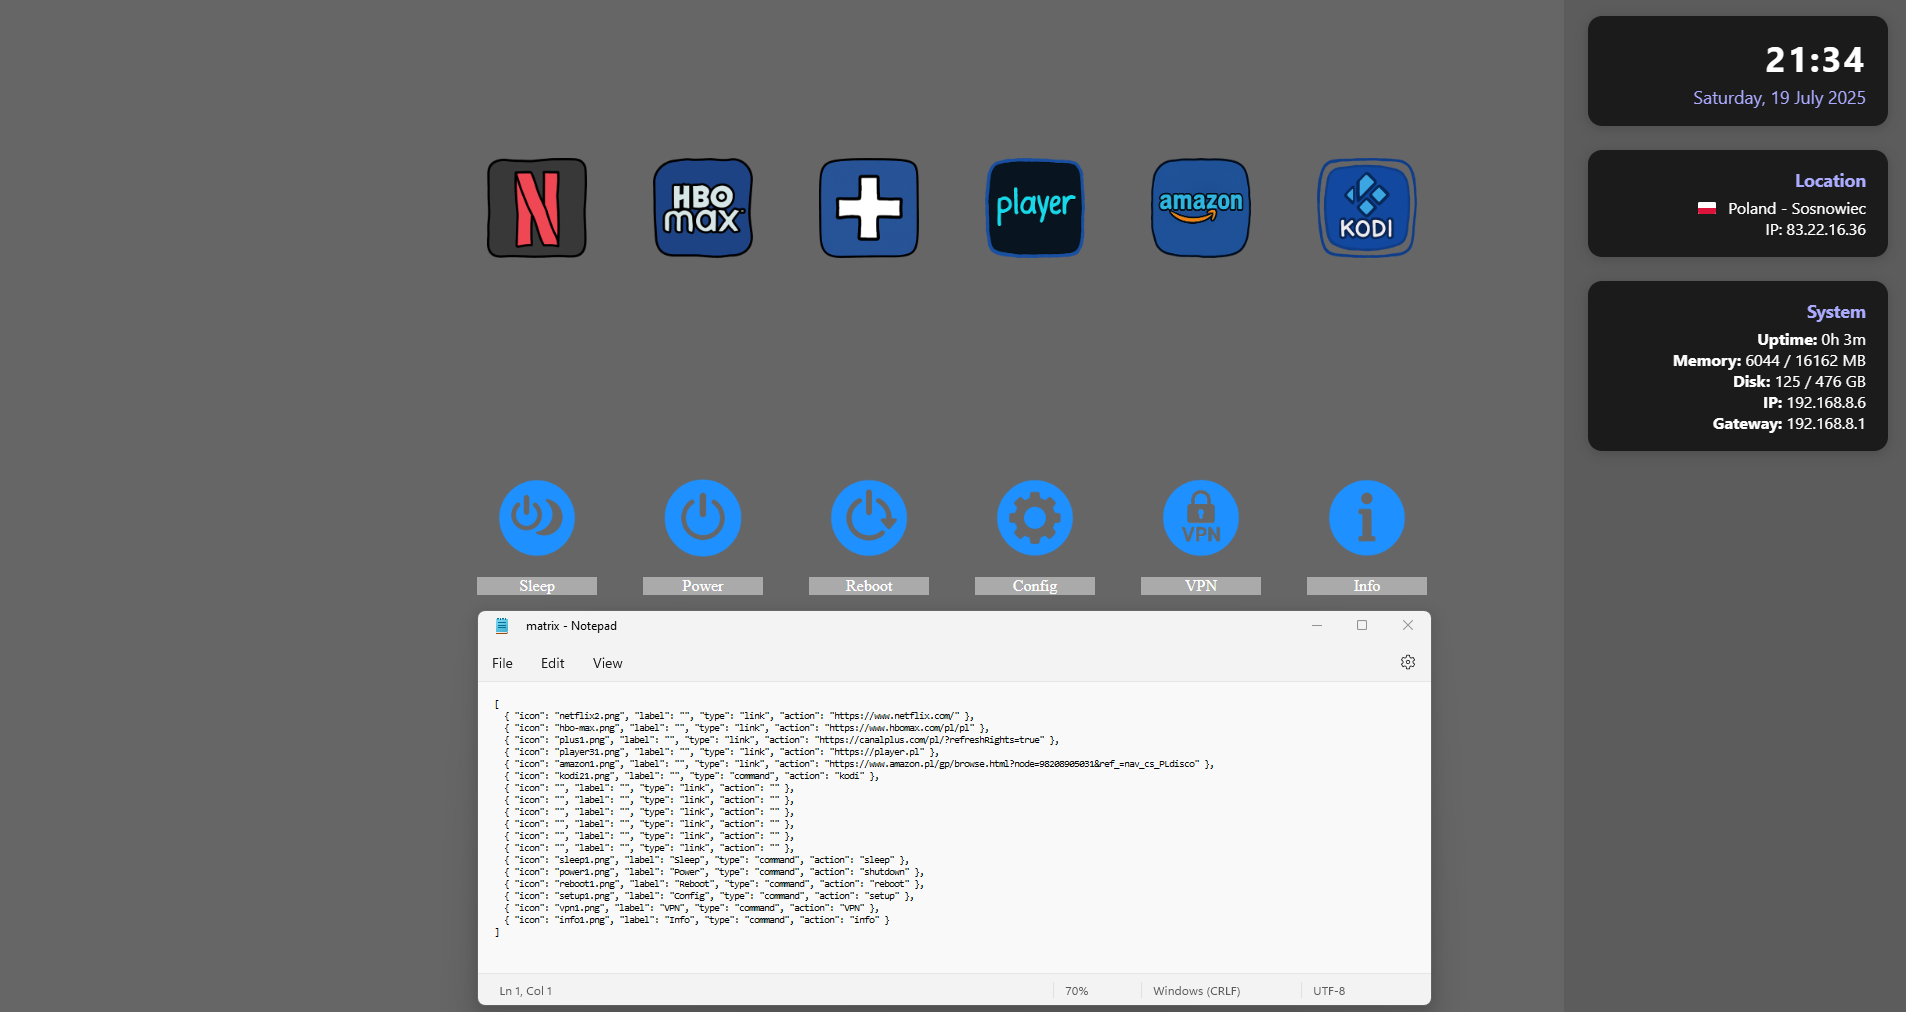 21:34
Saturday, 19 July 2025
N
HBO
max
player
amazon
KODI
Location
Poland - Sosnowiec
IP: 83.22.16.36
System
Uptime: 0h 3m
Memory: 6044 / 16162 MB
Disk: 125 / 476 GB
IP: 192.168.8.6
Gateway: 192.168.8.1
VPN
Sleep
Power
Reboot
Config
VPN
Info
matrix - Notepad
File
Edit
View
[
{ "icon": "netflix2.png", "label": "", "type": "link", "action": "https://www.netflix.com/" },
{ "icon": "hbo-max.png", "label": "", "type": "link", "action": "https://www.hbomax.com/pl/pl" },
{ "icon": "plus1.png", "label": "", "type": "link", "action": "https://canalplus.com/pl/?refreshRights=true" },
{ "icon": "player31.png", "label": "", "type": "link", "action": "https://player.pl" },
{ "icon": "amazon1.png", "label": "", "type": "link", "action": "https://www.amazon.pl/gp/browse.html?node=98208905031&ref_=nav_cs_PLdisco" },
{ "icon": "kodi21.png", "label": "", "type": "command", "action": "kodi" },
{ "icon": "", "label": "", "type": "link", "action": "" },
{ "icon": "", "label": "", "type": "link", "action": "" },
{ "icon": "", "label": "", "type": "link", "action": "" },
{ "icon": "", "label": "", "type": "link", "action": "" },
{ "icon": "", "label": "", "type": "link", "action": "" },
{ "icon": "", "label": "", "type": "link", "action": "" },
{ "icon": "sleep1.png", "label": "Sleep", "type": "command", "action": "sleep" },
{ "icon": "power1.png", "label": "Power", "type": "command", "action": "shutdown" },
{ "icon": "reboot1.png", "label": "Reboot", "type": "command", "action": "reboot" },
{ "icon": "setup1.png", "label": "Config", "type": "command", "action": "setup" },
{ "icon": "vpn1.png", "label": "VPN", "type": "command", "action": "VPN" },
{ "icon": "info1.png", "label": "Info", "type": "command", "action": "info" }
]
Ln 1, Col 1
70%
Windows (CRLF)
UTF-8